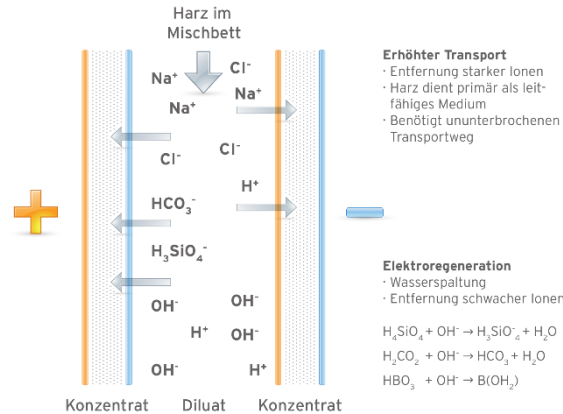 Harz im
Mischbett
Na⁺
Cl⁻
Na⁺
Na⁺
Cl⁻
Cl⁻
H⁺
HCO₃⁻
H₃SiO₄⁻
OH⁻
OH⁻
H⁺
OH⁻
OH⁻
H⁺
Konzentrat
Diluat
Konzentrat
Erhöhter Transport
· Entfernung starker Ionen
· Harz dient primär als leit-
fähiges Medium
· Benötigt ununterbrochenen
Transportweg
Elektroregeneration
· Wasserspaltung
· Entfernung schwacher Ionen
H₄SiO₄ + OH⁻ → H₃SiO⁻₄ + H₂O
H₂CO₂ + OH⁻ → HCO₃ + H₂O
HBO₃ + OH⁻ → B(OH₂)